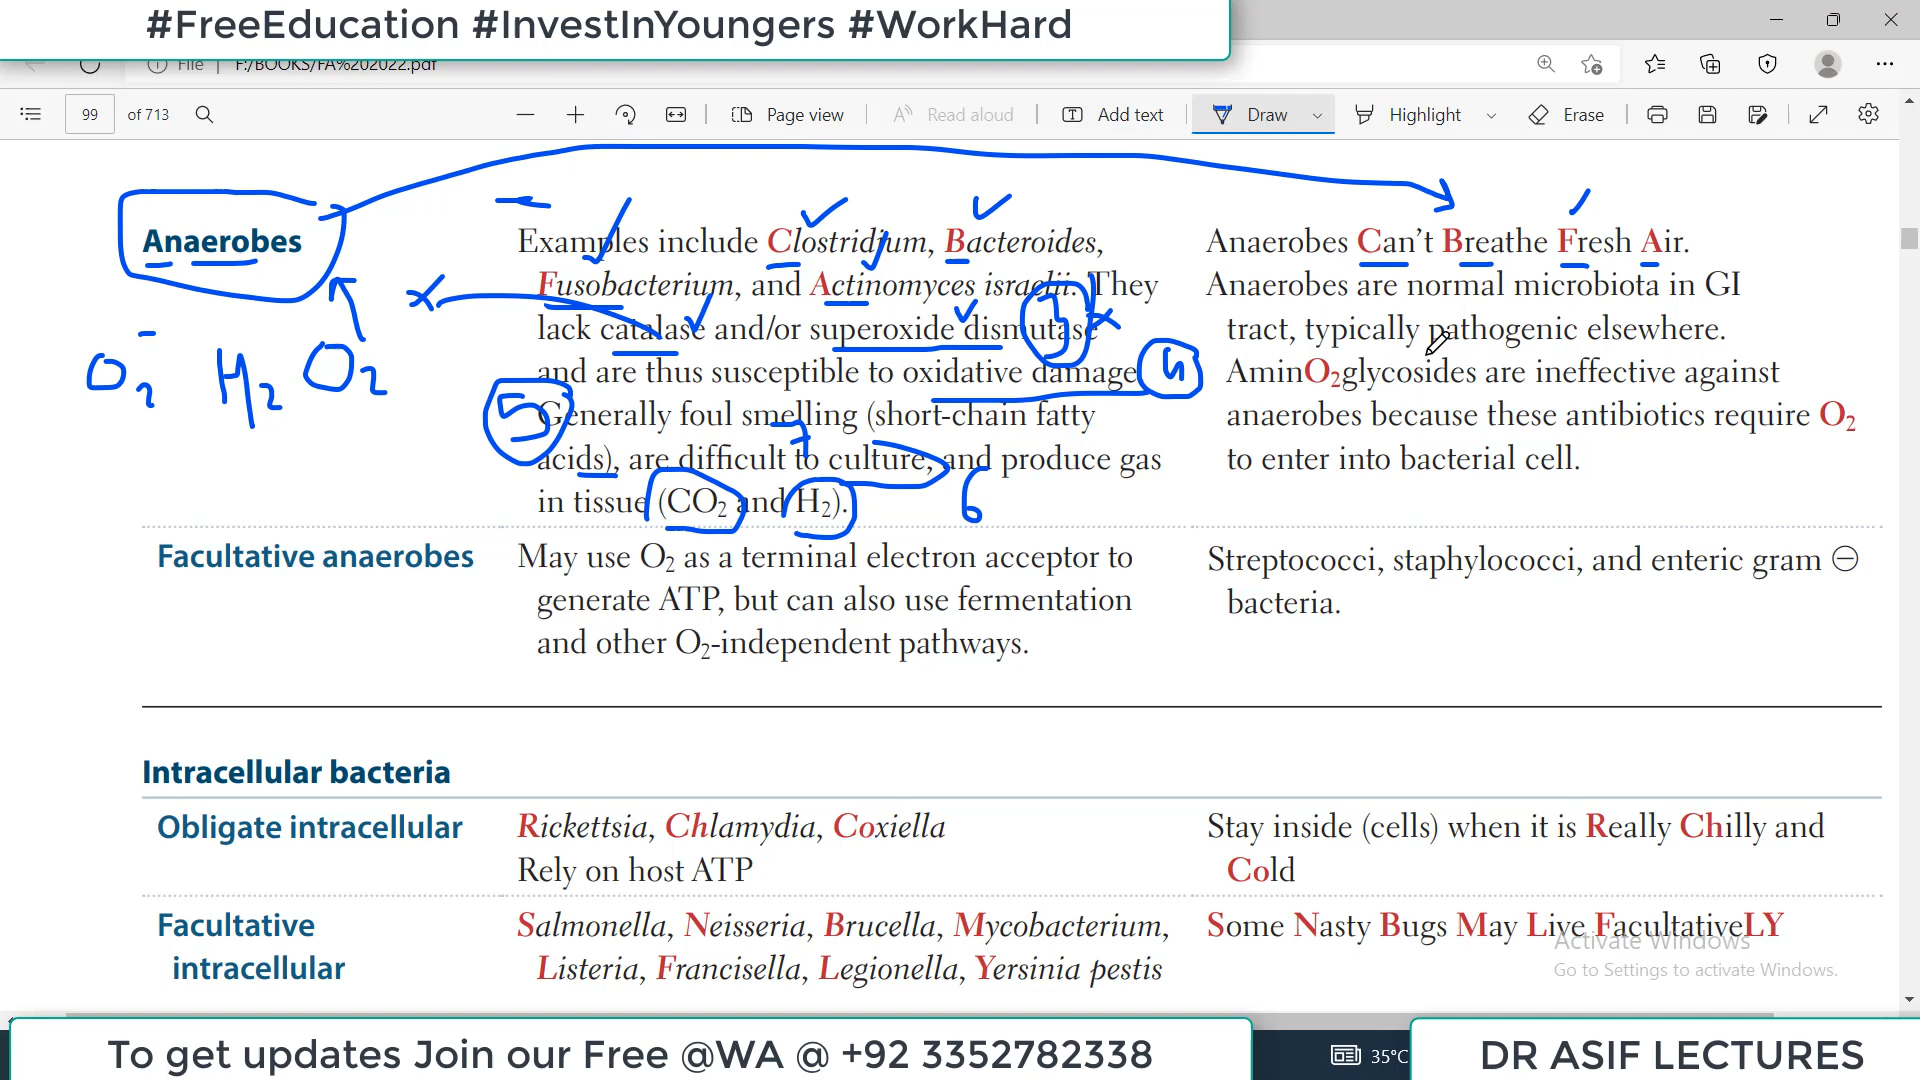 #FreeEducation #InvestInYoungers #WorkHard
File | F:/BOOKS/FA%202022.pdf
99 of 713
Page view
Read aloud
Add text
Draw
Highlight
Erase
Anaerobes
Examples include Clostridium, Bacteroides,
Fusobacterium, and Actinomyces israelii. They
lack catalase and/or superoxide dismutase
and are thus susceptible to oxidative damage
Generally foul smelling (short-chain fatty
acids), are difficult to culture, and produce gas
in tissue (CO₂ and H₂).
Anaerobes Can't Breathe Fresh Air.
Anaerobes are normal microbiota in GI
tract, typically pathogenic elsewhere.
AminO₂glycosides are ineffective against
anaerobes because these antibiotics require O₂
to enter into bacterial cell.
O₂⁻ H₂O₂
3
4
5
7
6
Facultative anaerobes
May use O₂ as a terminal electron acceptor to
generate ATP, but can also use fermentation
and other O₂-independent pathways.
Streptococci, staphylococci, and enteric gram ⊖
bacteria.
Intracellular bacteria
Obligate intracellular
Rickettsia, Chlamydia, Coxiella
Rely on host ATP
Stay inside (cells) when it is Really Chilly and
Cold
Facultative
intracellular
Salmonella, Neisseria, Brucella, Mycobacterium,
Listeria, Francisella, Legionella, Yersinia pestis
Some Nasty Bugs May Live FacultativeLY
Activate Windows
Go to Settings to activate Windows.
To get updates Join our Free @WA @ +92 3352782338
35°C
DR ASIF LECTURES